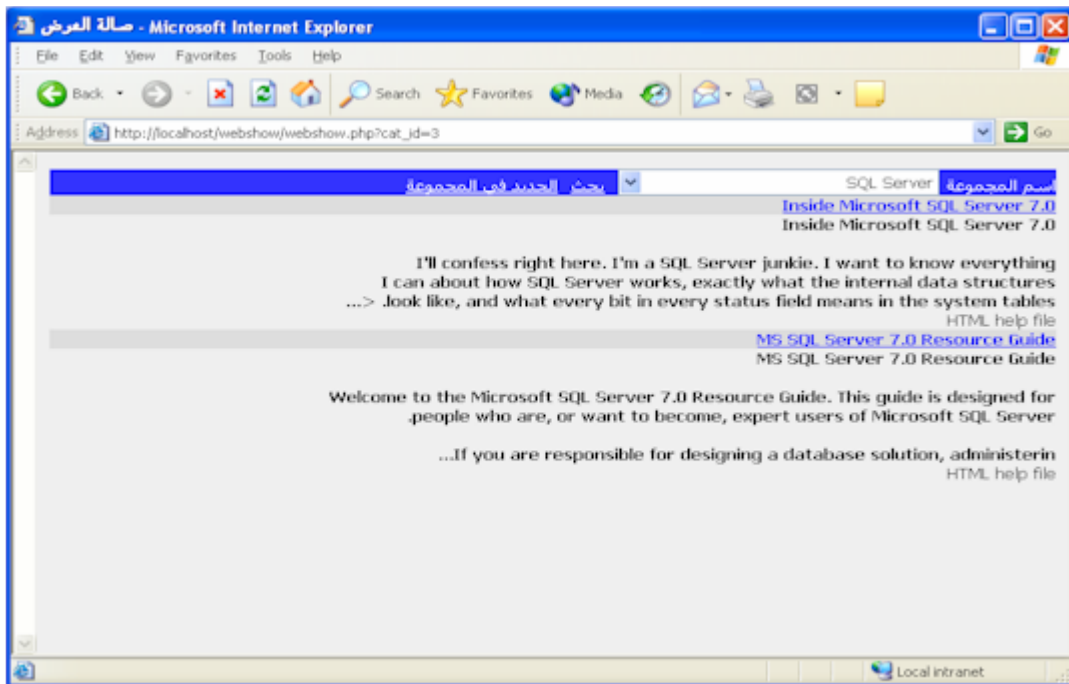 صالة العرض - Microsoft Internet Explorer
File Edit View Favorites Tools Help
Back Search Favorites Media
Address http://localhost/webshow/webshow.php?cat_id=3 Go
اسم المجموعة SQL Server بحث الجديد في المجموعة
Inside Microsoft SQL Server 7.0
Inside Microsoft SQL Server 7.0
I'll confess right here. I'm a SQL Server junkie. I want to know everything
I can about how SQL Server works, exactly what the internal data structures
...> .look like, and what every bit in every status field means in the system tables
HTML help file
MS SQL Server 7.0 Resource Guide
MS SQL Server 7.0 Resource Guide
Welcome to the Microsoft SQL Server 7.0 Resource Guide. This guide is designed for
.people who are, or want to become, expert users of Microsoft SQL Server
...If you are responsible for designing a database solution, administerin
HTML help file
Local intranet